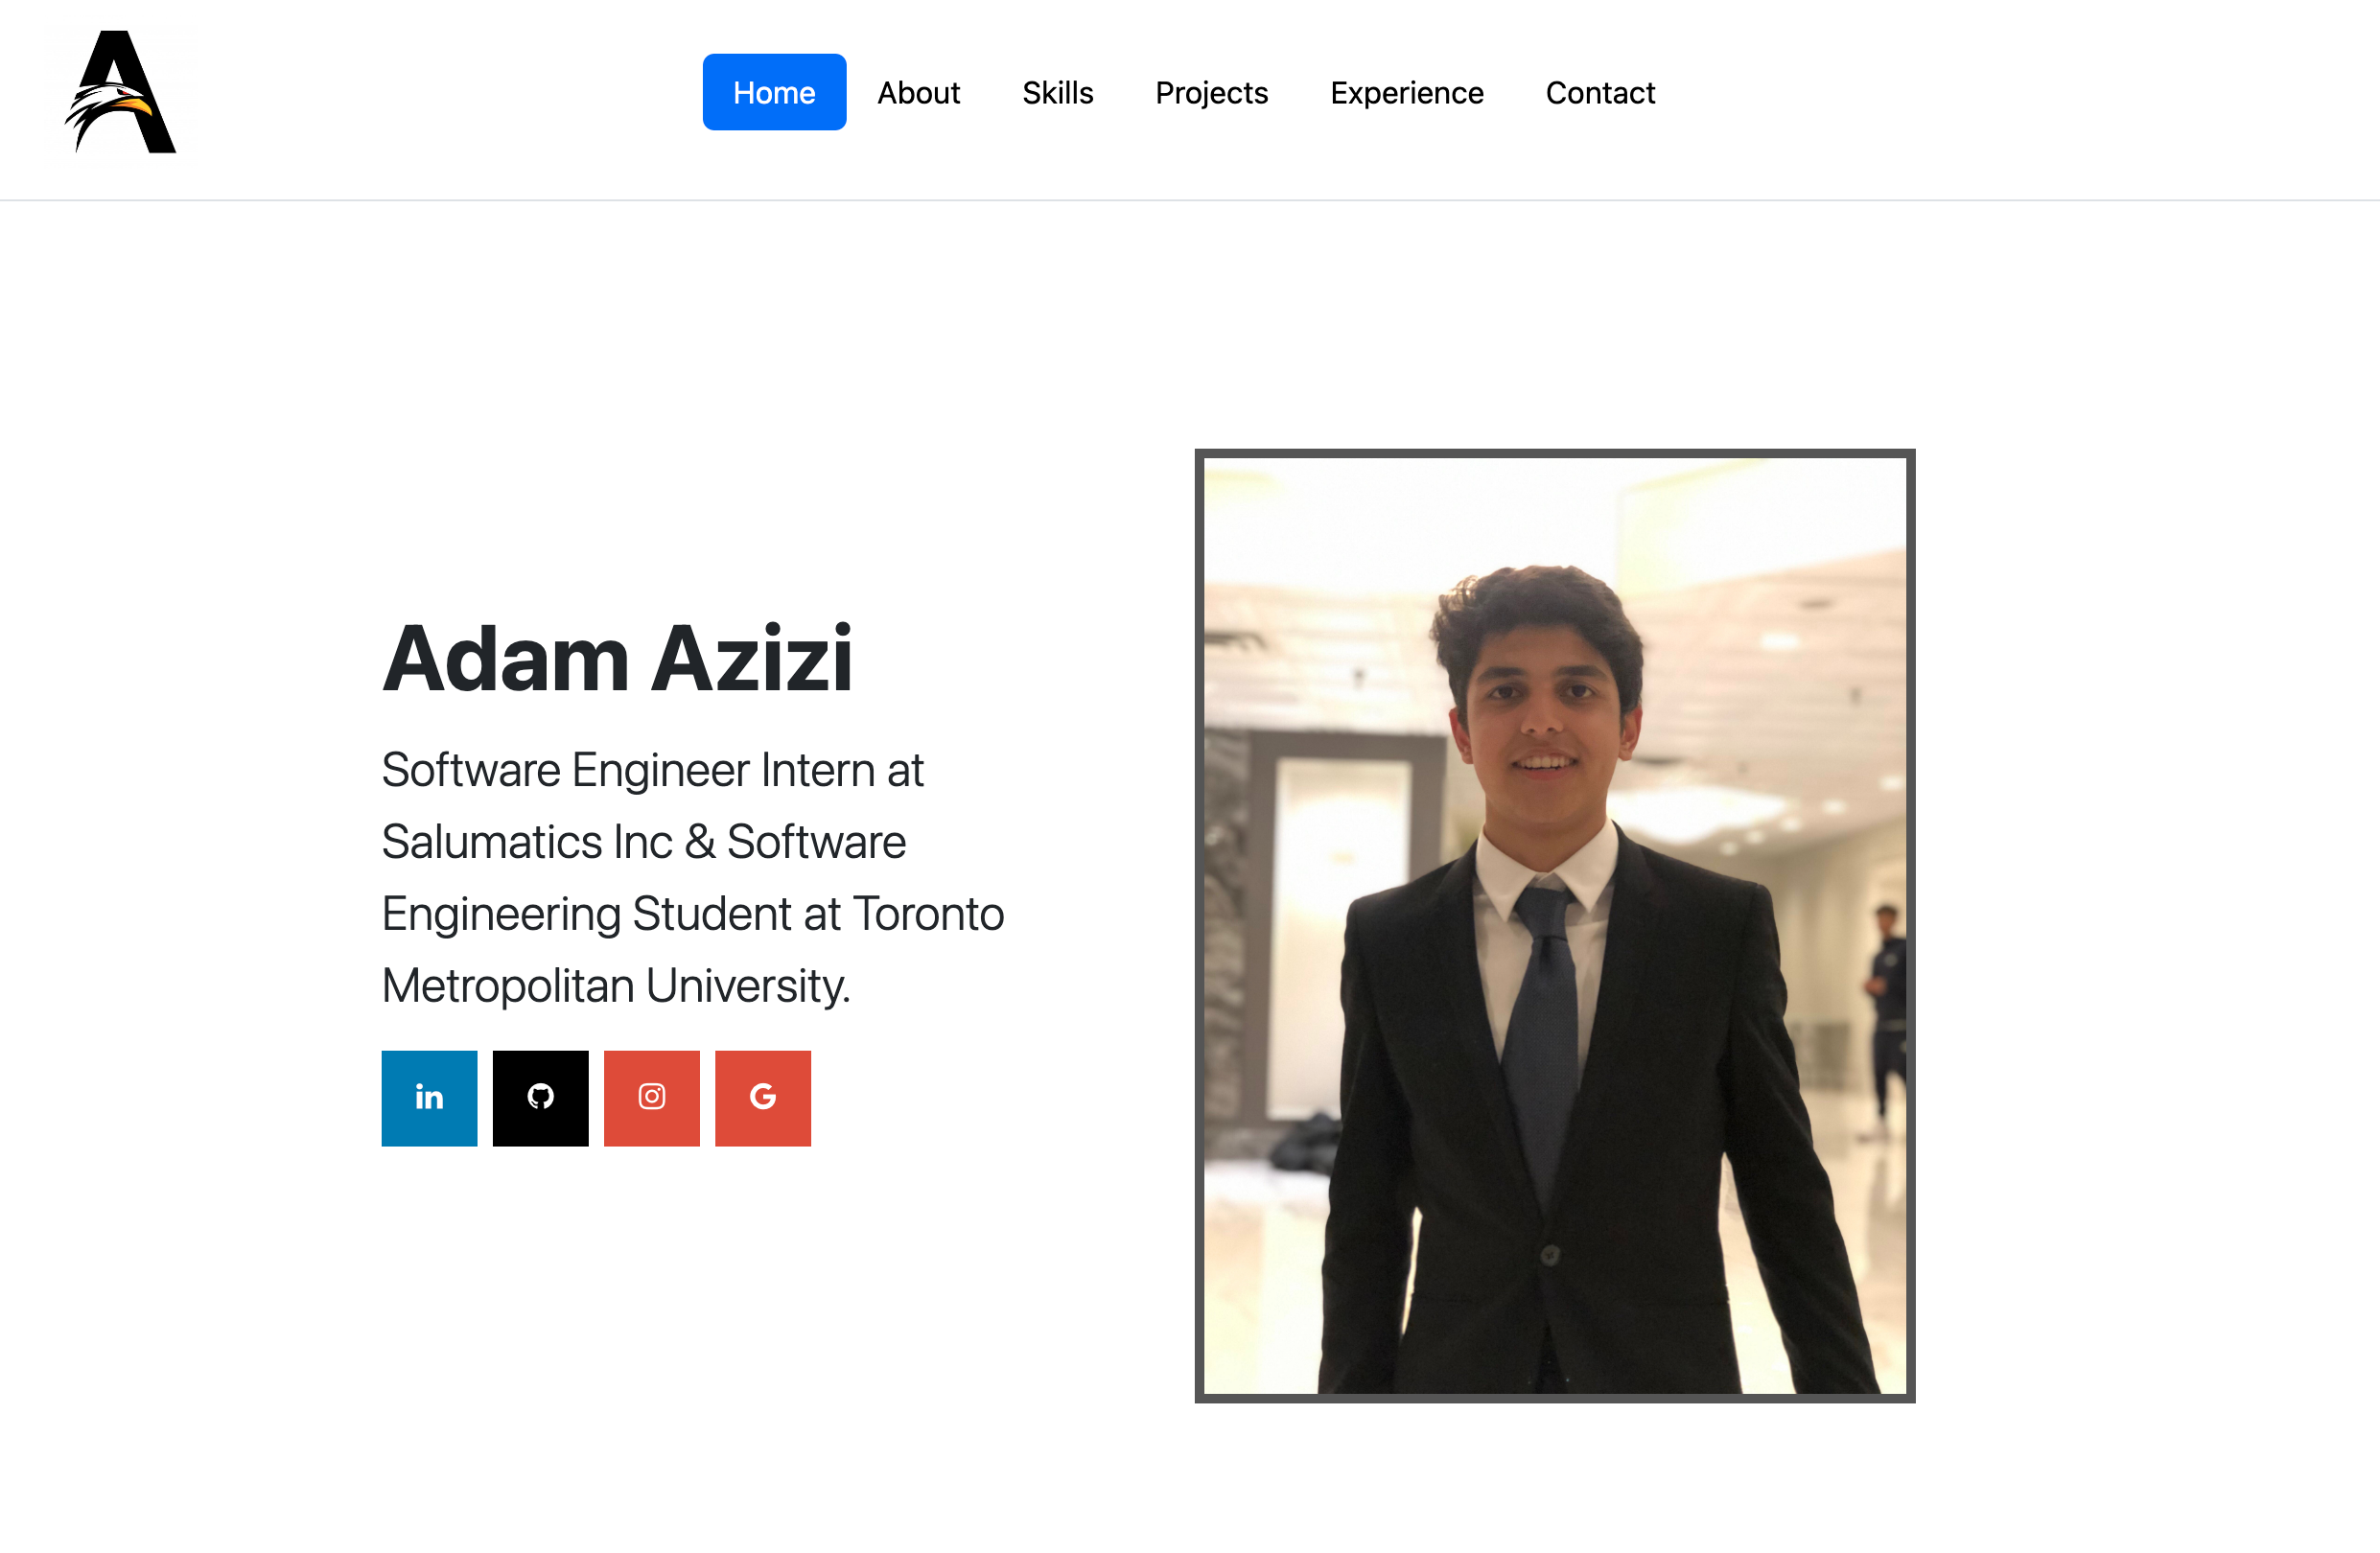 A
Home About Skills Projects Experience Contact
Adam Azizi
Software Engineer Intern at
Salumatics Inc & Software
Engineering Student at Toronto
Metropolitan University.
in
G